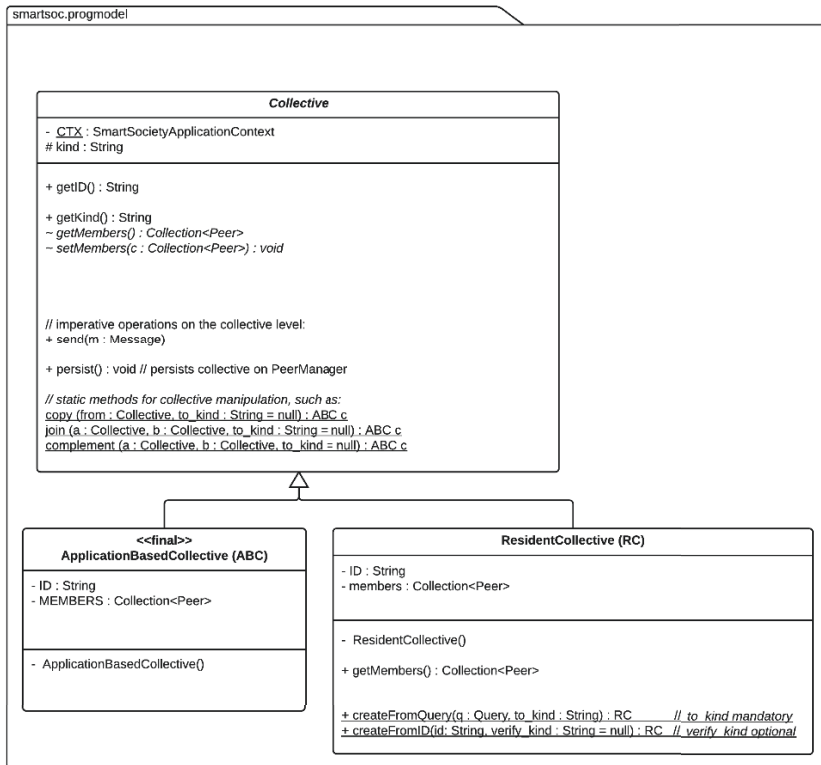 smartsoc.progmodel
Collective
- CTX : SmartSocietyApplicationContext
# kind : String
+ getID() : String
+ getKind() : String
~ getMembers() : Collection<Peer>
~ setMembers(c : Collection<Peer>) : void
// imperative operations on the collective level:
+ send(m : Message)
+ persist() : void // persists collective on PeerManager
// static methods for collective manipulation, such as:
copy (from : Collective, to_kind : String = null) : ABC c
join (a : Collective, b : Collective, to_kind : String = null) : ABC c
complement (a : Collective, b : Collective, to_kind = null) : ABC c
<<final>>
ApplicationBasedCollective (ABC)
- ID : String
- MEMBERS : Collection<Peer>
- ApplicationBasedCollective()
ResidentCollective (RC)
- ID : String
- members : Collection<Peer>
- ResidentCollective()
+ getMembers() : Collection<Peer>
+ createFromQuery(q : Query, to_kind : String) : RC // to_kind mandatory
+ createFromID(id: String, verify_kind : String = null) : RC // verify_kind optional